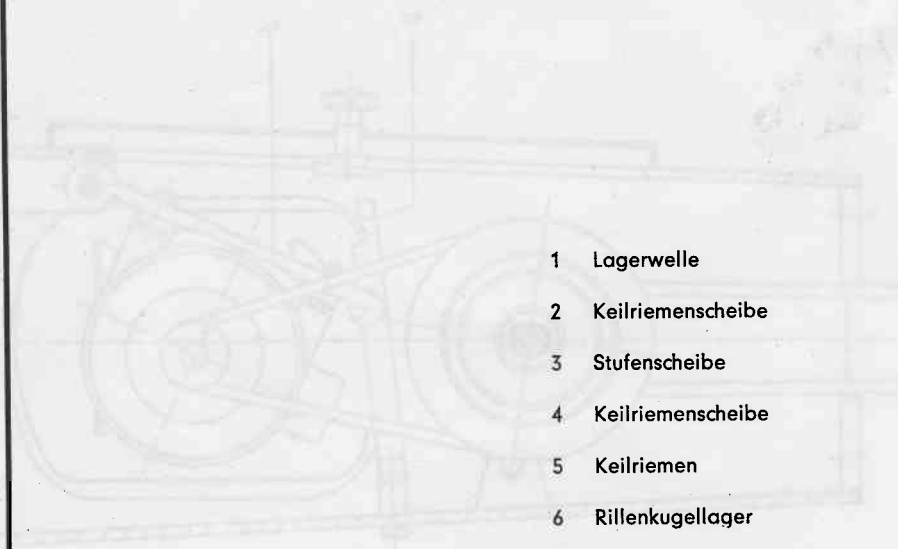 1 Lagerwelle
2 Keilriemenscheibe
3 Stufenscheibe
4 Keilriemenscheibe
5 Keilriemen
6 Rillenkugellager